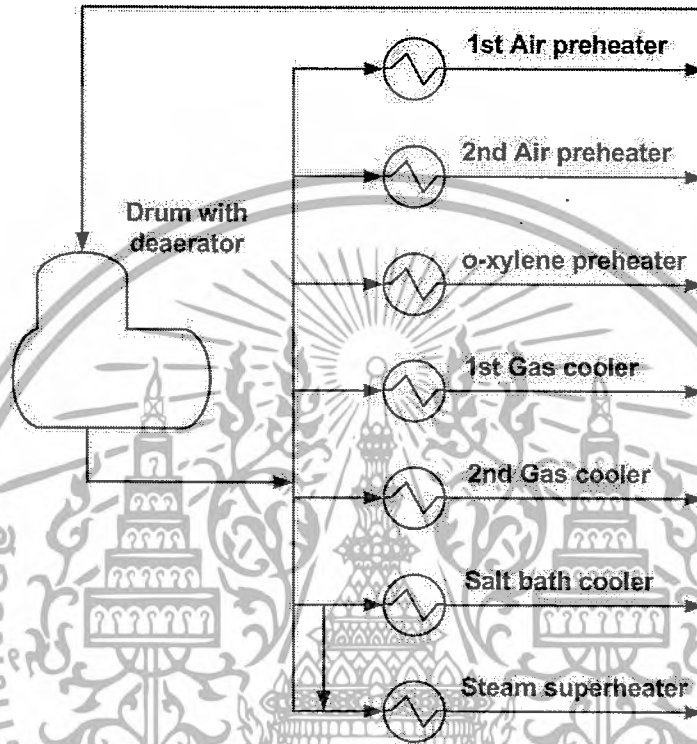 1st Air preheater
2nd Air preheater
Drum with
deaerator
o-xylene preheater
1st Gas cooler
2nd Gas cooler
Salt bath cooler
Steam superheater